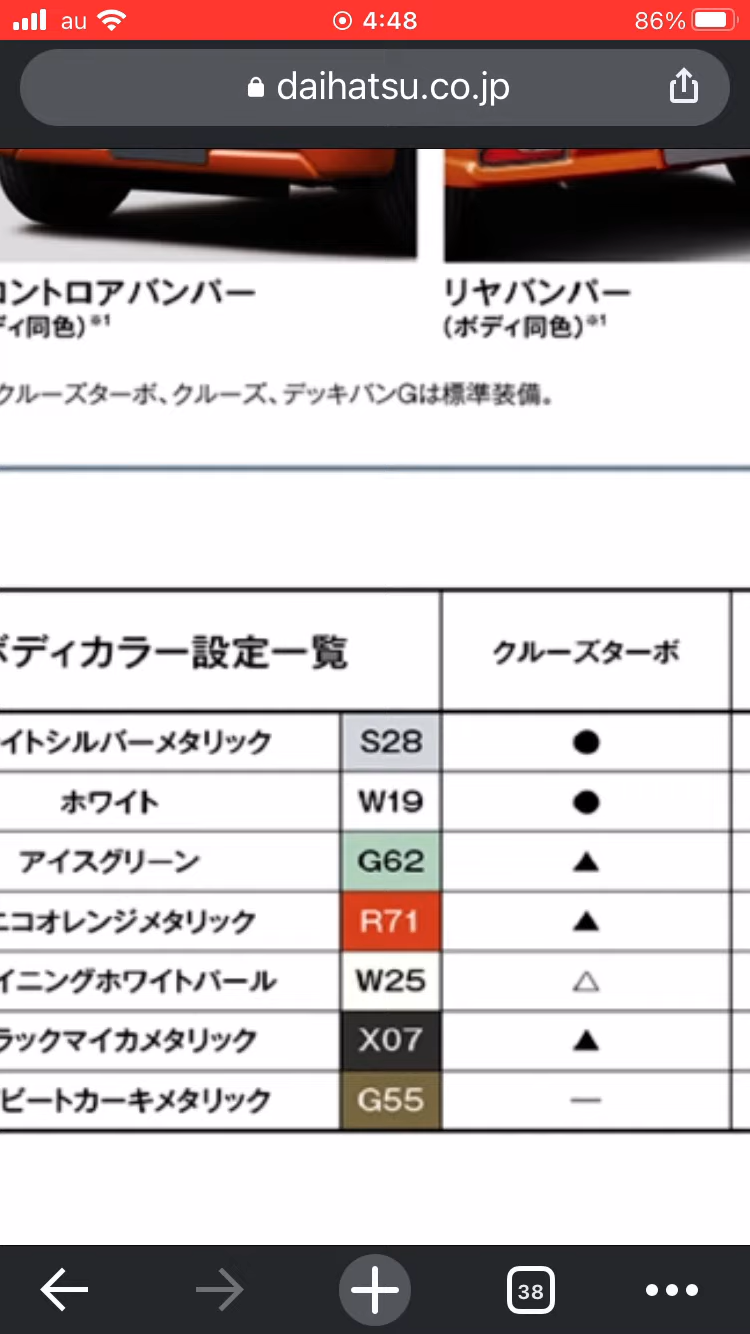 au 4:48 86%
daihatsu.co.jp
ロントロアバンパー
ディ同色)※1
リヤバンパー
(ボディ同色)※1
クルーズターボ、クルーズ、デッキバンGは標準装備。
ボディカラー設定一覧 クルーズターボ
イトシルバーメタリック S28 ●
ホワイト W19 ●
アイスグリーン G62 ▲
ニコオレンジメタリック R71 ▲
イニングホワイトパール W25 △
ラックマイカメタリック X07 ▲
ビートカーキメタリック G55 —
38